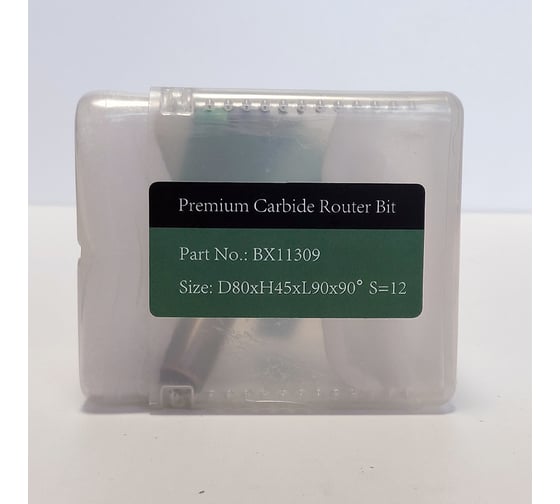 Premium Carbide Router Bit
Part No.: BX11309
Size: D80xH45xL90x90° S=12